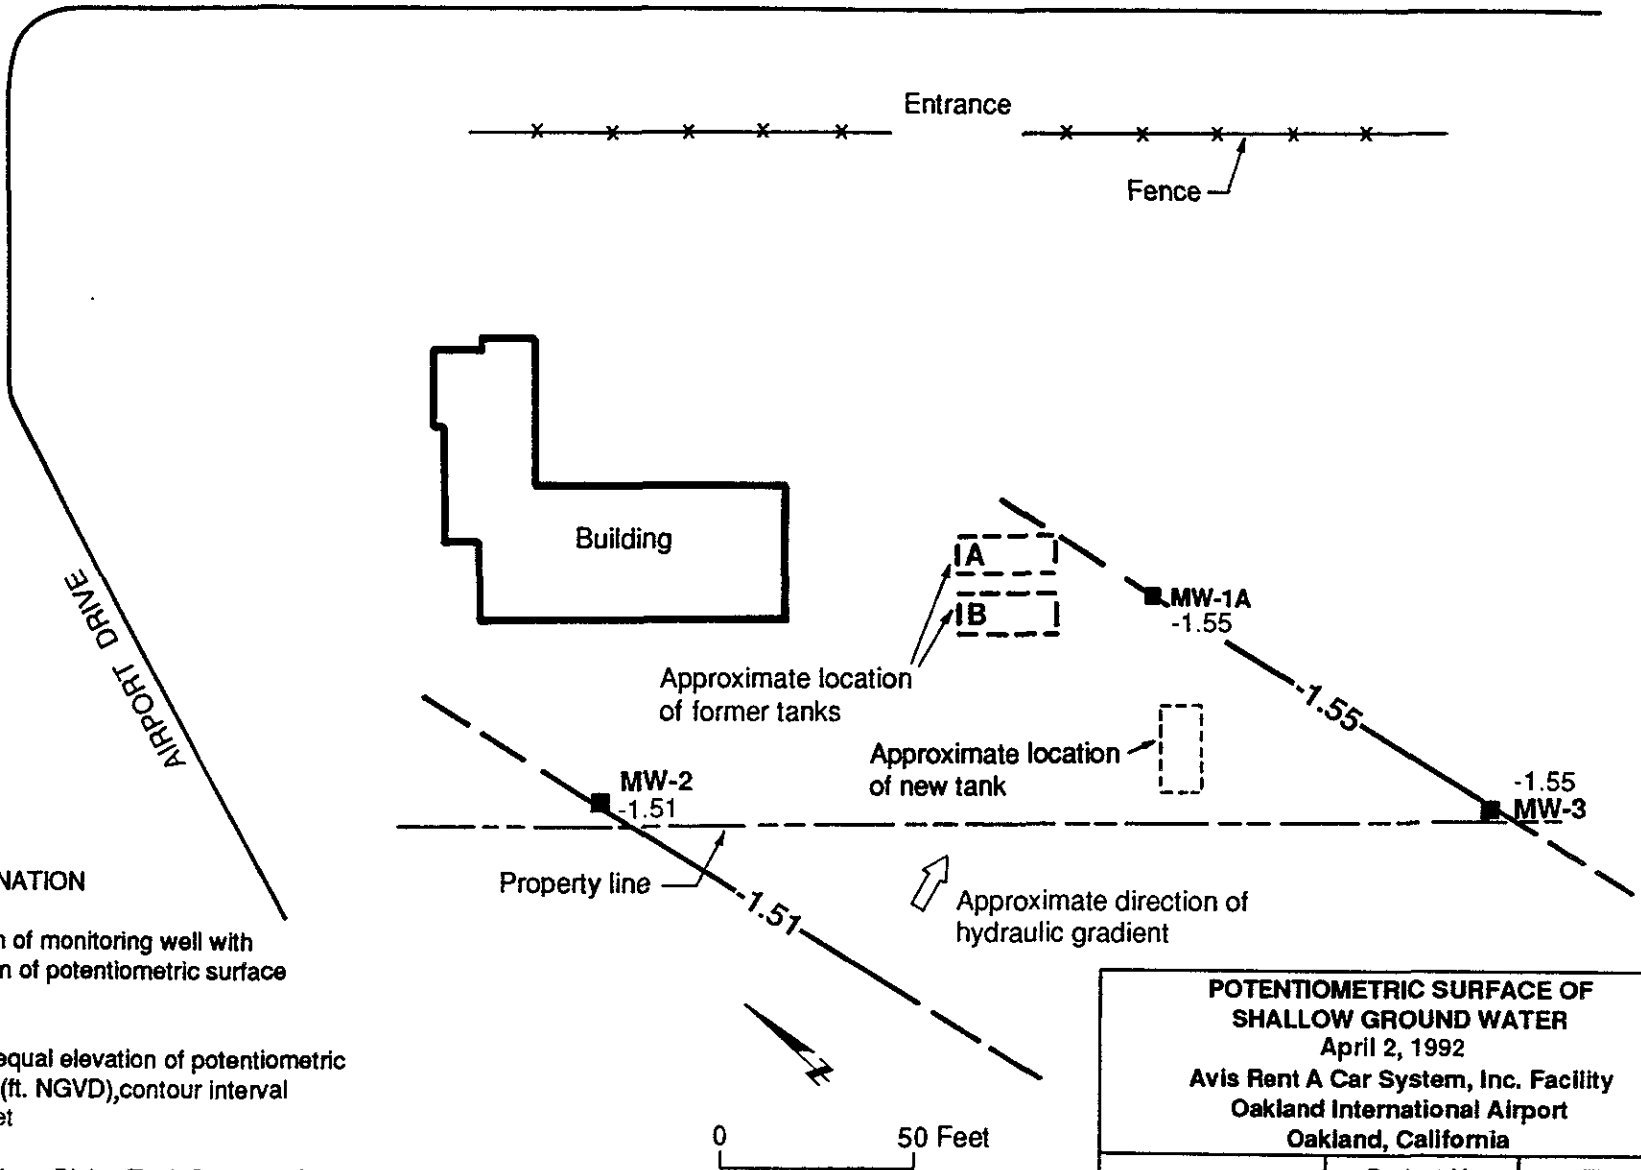 Entrance
Fence
Building
A
B
MW-1A
-1.55
Approximate location
of former tanks
-1.55
AIRPORT DRIVE
Approximate location
of new tank
MW-2
-1.51
-1.55
MW-3
Property line
-1.51
Approximate direction of
hydraulic gradient
NATION
of monitoring well with
of potentiometric surface
equal elevation of potentiometric
(ft. NGVD),contour interval
N
0 50 Feet
POTENTIOMETRIC SURFACE OF
SHALLOW GROUND WATER
April 2, 1992
Avis Rent A Car System, Inc. Facility
Oakland International Airport
Oakland, California